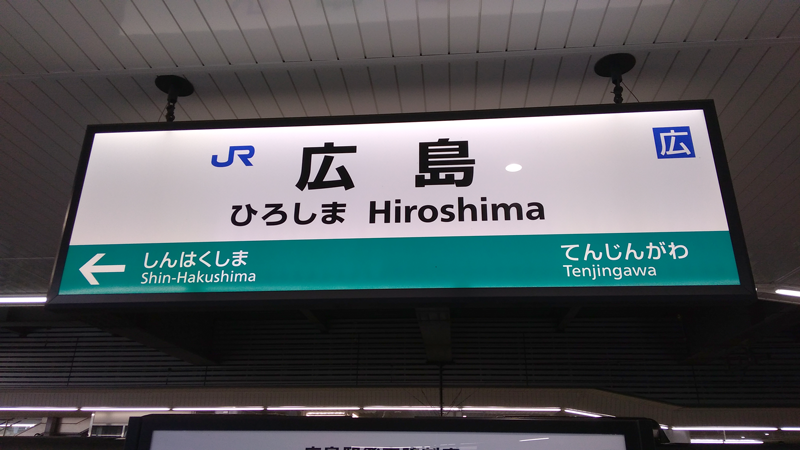 JR 広島 広
ひろしま Hiroshima
← しんはくしま てんじんがわ
Shin-Hakushima Tenjingawa